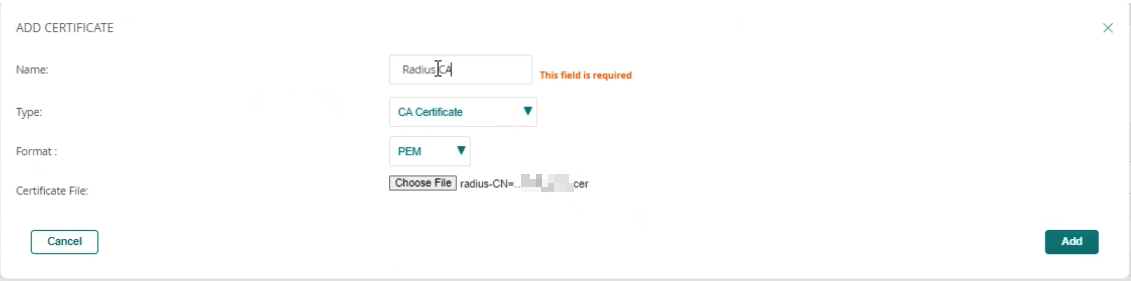 ADD CERTIFICATE
Name: Radius CA This field is required
Type: CA Certificate
Format : PEM
Certificate File: Choose File radius-CN=.. cer
Cancel Add